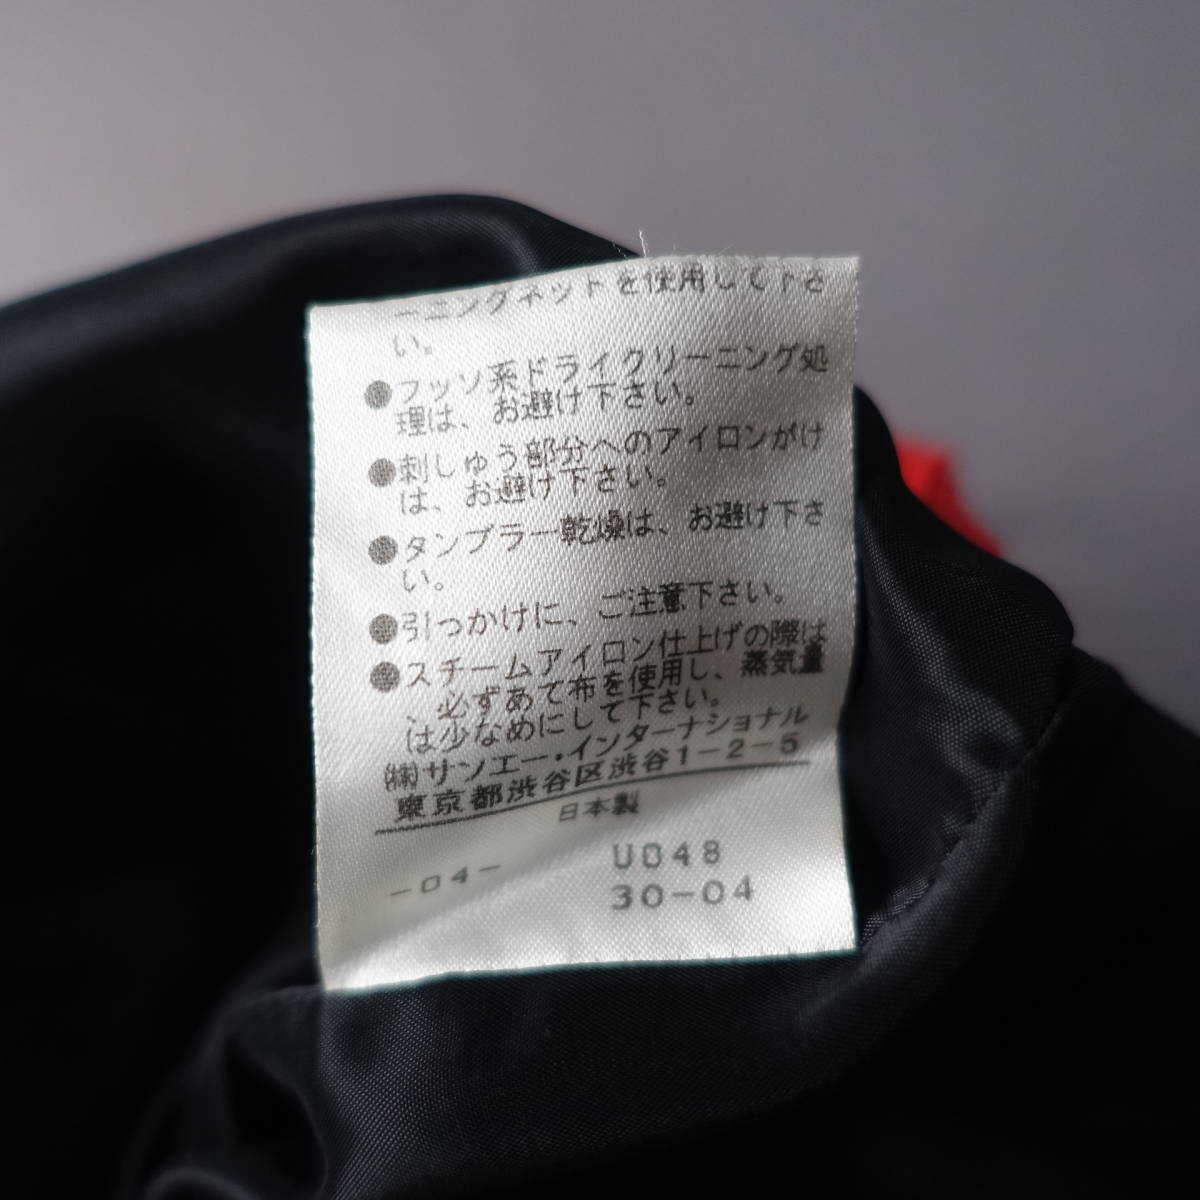 ーニングネットを使用して下さ
い。
●フッソ系ドライクリーニング処
理は、お避け下さい。
●刺しゅう部分へのアイロンがけ
は、お避け下さい。
●タンブラー乾燥は、お避け下さ
い。
●引っかけに、ご注意下さい。
●スチームアイロン仕上げの際は
、必ずあて布を使用し、蒸気量
は少なめにして下さい。
㈱サンエー・インターナショナル
東京都渋谷区渋谷1-2-5
日本製
-04- U048
30-04